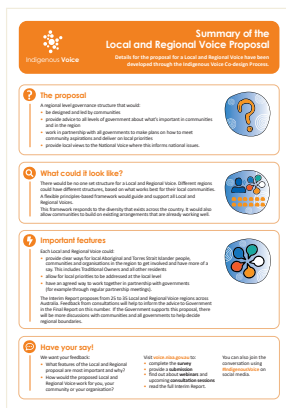 Summary of the
Local and Regional Voice Proposal
Details for the proposal for a Local and Regional Voice have been
developed through the Indigenous Voice Co-design Process.
Indigenous Voice
The proposal
A regional level governance structure that would:
• be designed and led by communities
• provide advice to all levels of government about what's important in communities
and in the region
• work in partnership with all governments to make plans on how to meet
community aspirations and deliver on local priorities
• provide local views to the National Voice where this informs national issues.
What could it look like?
There would be no one set structure for a Local and Regional Voice. Different regions
could have different structures, based on what works best for their local communities.
A flexible principles-based framework would guide and support all Local and
Regional Voices.
This framework responds to the diversity that exists across the country. It would also
allow communities to build on existing arrangements that are already working well.
Important features
Each Local and Regional Voice could:
• provide clear ways for local Aboriginal and Torres Strait Islander people,
communities and organisations in the region to get involved and have more of a
say. This includes Traditional Owners and all other residents
• allow for local priorities to be addressed at the local level
• have an agreed way to work together in partnership with governments
(for example through regular partnership meetings).
The Interim Report proposes from 25 to 35 Local and Regional Voice regions across
Australia. Feedback from consultations will help to inform the advice to Government
in the Final Report on this number. If the Government supports this proposal, there
will be more discussions with communities and all governments to help decide
regional boundaries.
Have your say!
We want your feedback:
• What features of the Local and Regional
proposal are most important and why?
• How would the proposed Local and
Regional Voice work for you, your
community or your organisation?
Visit voice.niaa.gov.au to:
• complete the survey
• provide a submission
• find out about webinars and
upcoming consultation sessions
• read the full Interim Report.
You can also join the
conversation using
#IndigenousVoice on
social media.